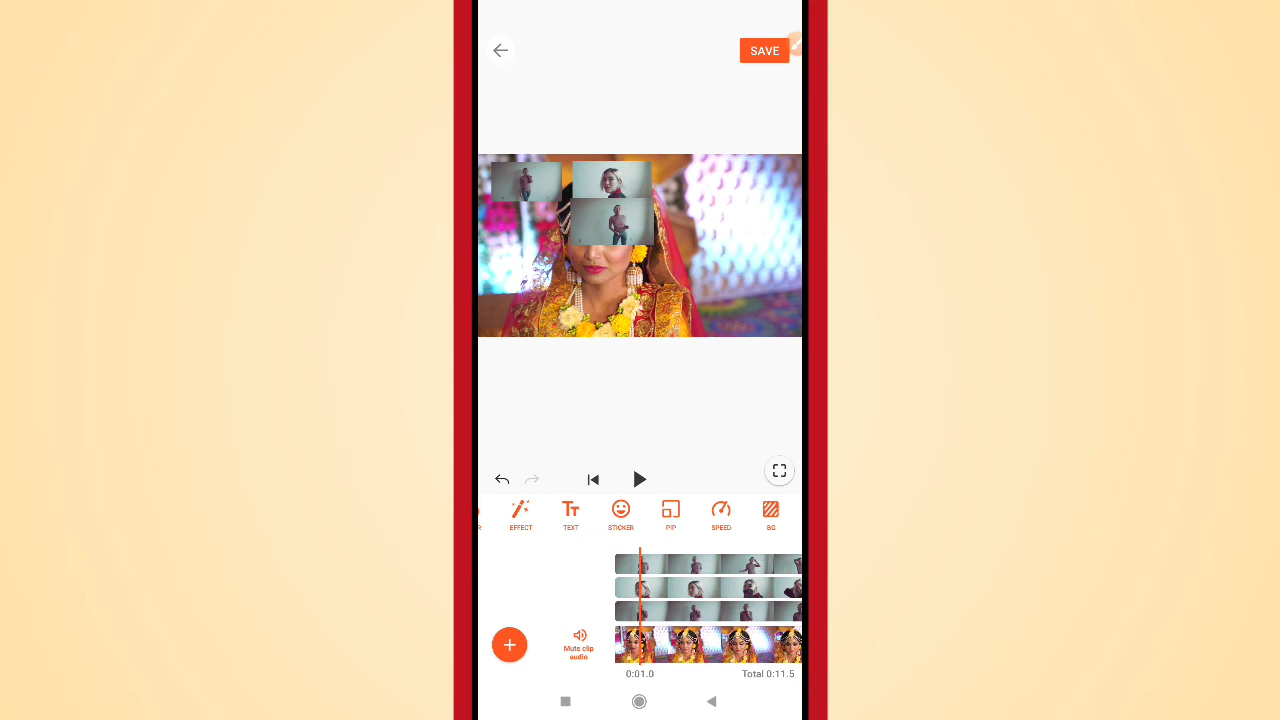 SAVE
R EFFECT TEXT STICKER PIP SPEED BG
Mute clip
audio
0:01.0 Total 0:11.5